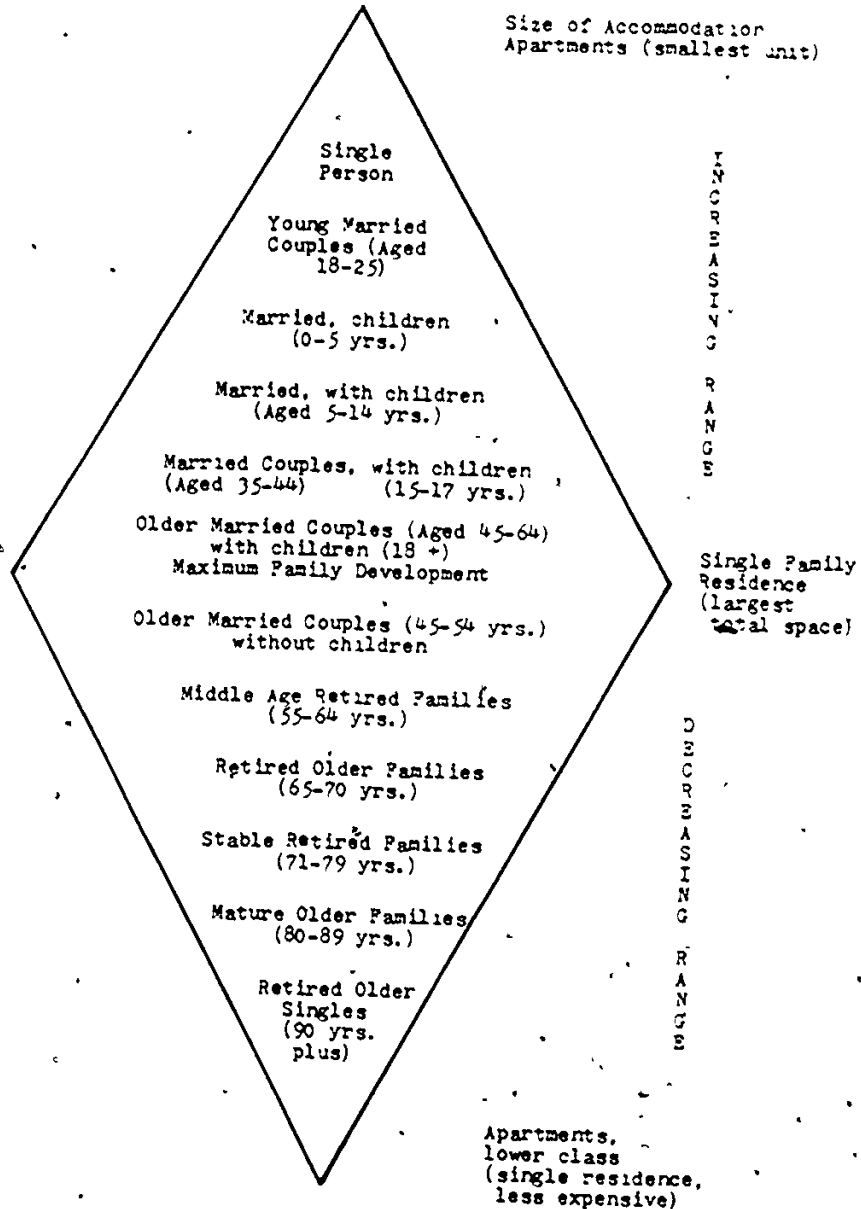 Size of Accommodation
Apartments (smallest unit)
Single
Person
Young Married
Couples (Aged
18-25)
Married, children
(0-5 yrs.)
Married, with children
(Aged 5-14 yrs.)
Married Couples, with children
(Aged 35-44) (15-17 yrs.)
Older Married Couples (Aged 45-64)
with children (18 +)
Maximum Family Development
INCREASING RANGE
Single Family
Residence
(largest
total space)
Older Married Couples (45-54 yrs.)
without children
Middle Age Retired Families
(55-64 yrs.)
Retired Older Families
(65-70 yrs.)
Stable Retired Families
(71-79 yrs.)
Mature Older Families
(80-89 yrs.)
Retired Older
Singles
(90 yrs.
plus)
DECREASING RANGE
Apartments,
lower class
(single residence,
less expensive)